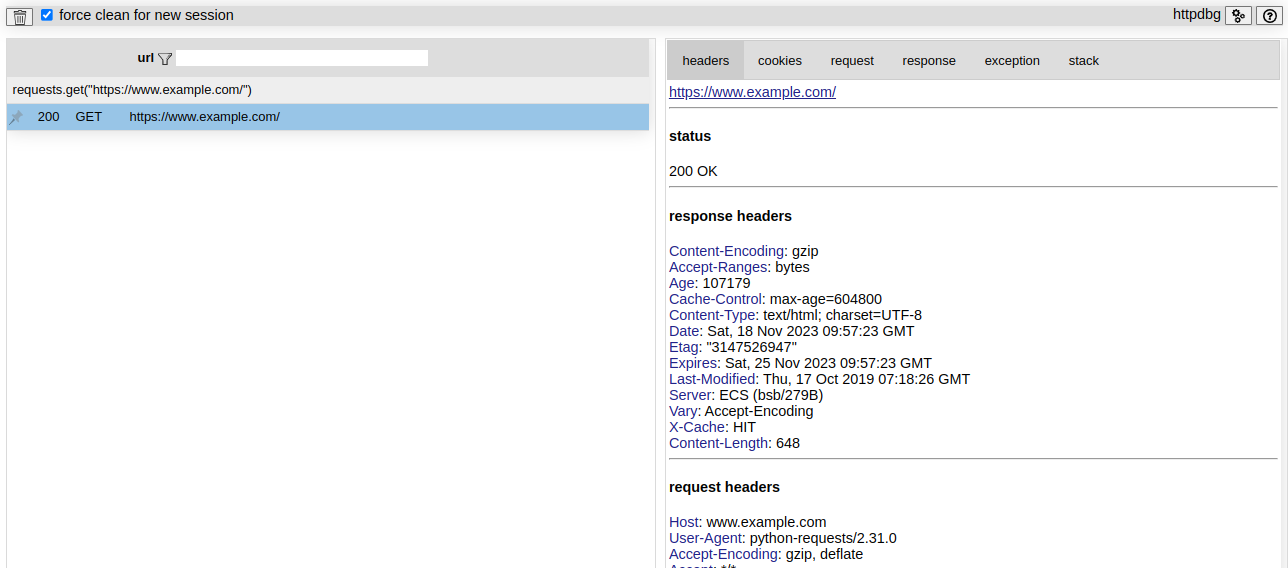 force clean for new session
httpdbg
url
requests.get("https://www.example.com/")
200 GET https://www.example.com/
headers cookies request response exception stack
https://www.example.com/
status
200 OK
response headers
Content-Encoding: gzip
Accept-Ranges: bytes
Age: 107179
Cache-Control: max-age=604800
Content-Type: text/html; charset=UTF-8
Date: Sat, 18 Nov 2023 09:57:23 GMT
Etag: "3147526947"
Expires: Sat, 25 Nov 2023 09:57:23 GMT
Last-Modified: Thu, 17 Oct 2019 07:18:26 GMT
Server: ECS (bsb/279B)
Vary: Accept-Encoding
X-Cache: HIT
Content-Length: 648
request headers
Host: www.example.com
User-Agent: python-requests/2.31.0
Accept-Encoding: gzip, deflate
Accept: */*